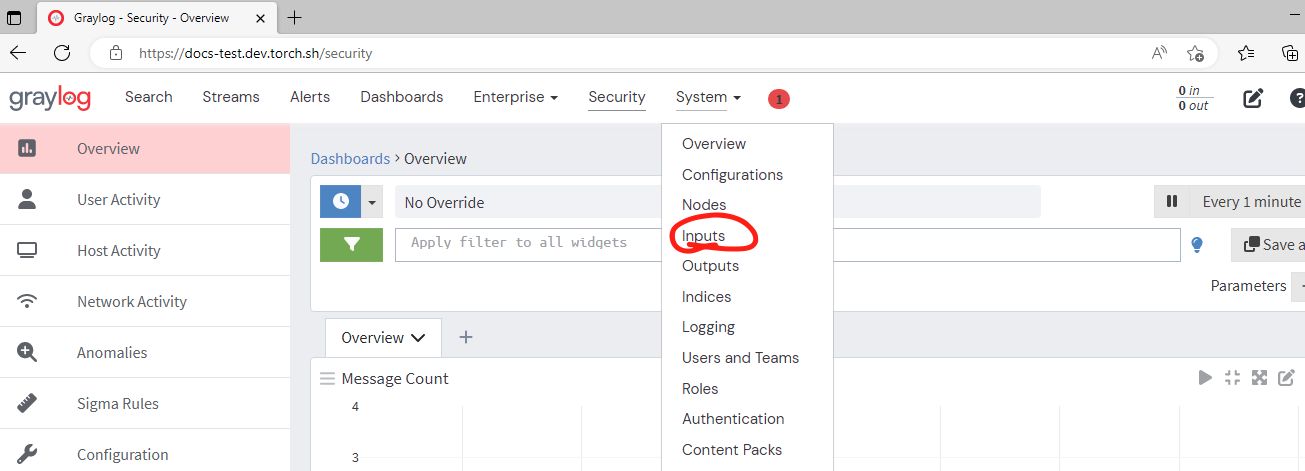 Graylog - Security - Overview
https://docs-test.dev.torch.sh/security
graylog Search Streams Alerts Dashboards Enterprise Security System 1 0 in
0 out
Overview
User Activity
Host Activity
Network Activity
Anomalies
Sigma Rules
Configuration
Overview
Configurations
Nodes
Inputs
Outputs
Indices
Logging
Users and Teams
Roles
Authentication
Content Packs
Dashboards > Overview
No Override
Every 1 minute
Apply filter to all widgets
Save a
Parameters
Overview
Message Count
4
3